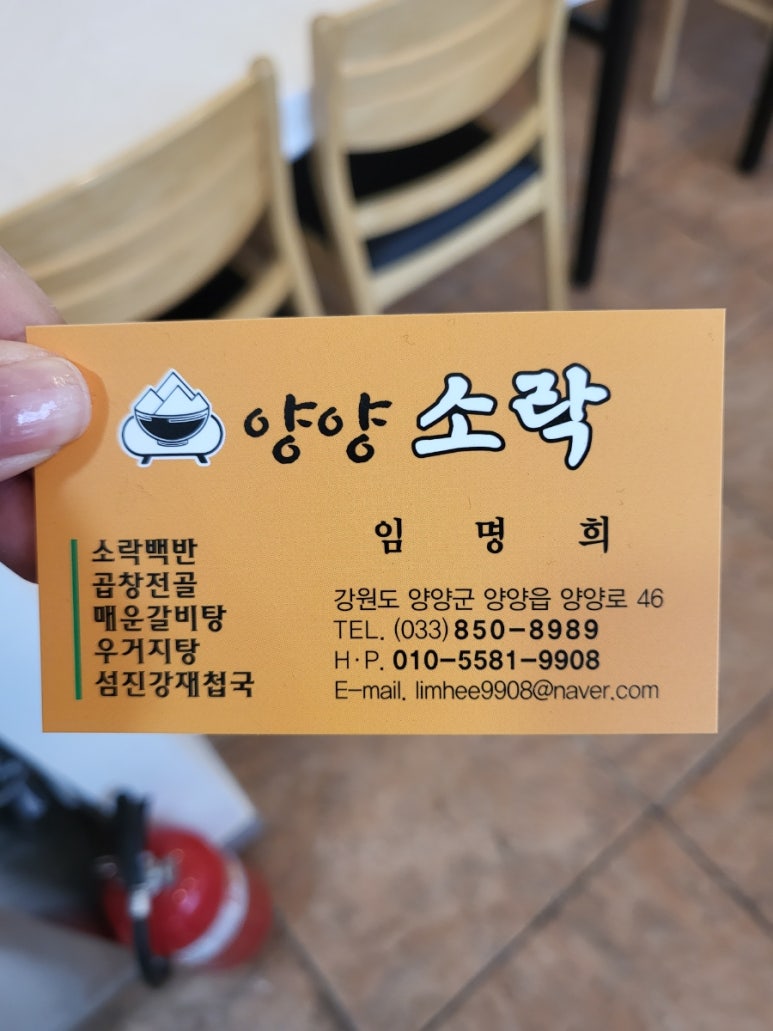 양양 소락
임 명 희
소락백반
곱창전골
매운갈비탕
우거지탕
섬진강재첩국
강원도 양양군 양양읍 양양로 46
TEL. (033)850-8989
H·P. 010-5581-9908
E-mail. limhee9908@naver.com